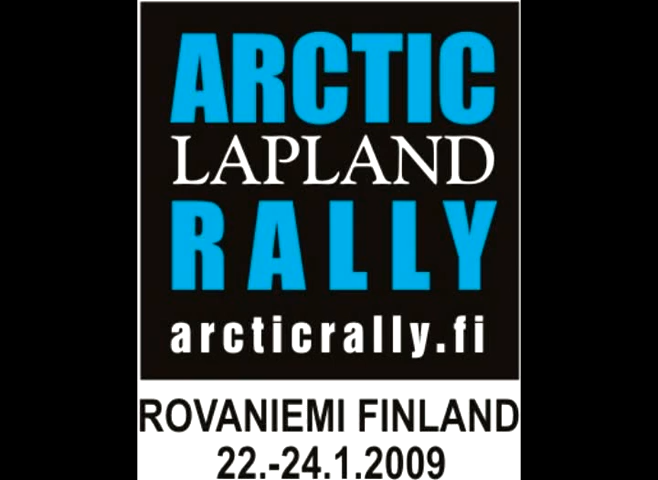 ARCTIC
LAPLAND
RALLY
arcticrally.fi
ROVANIEMI FINLAND
22.-24.1.2009